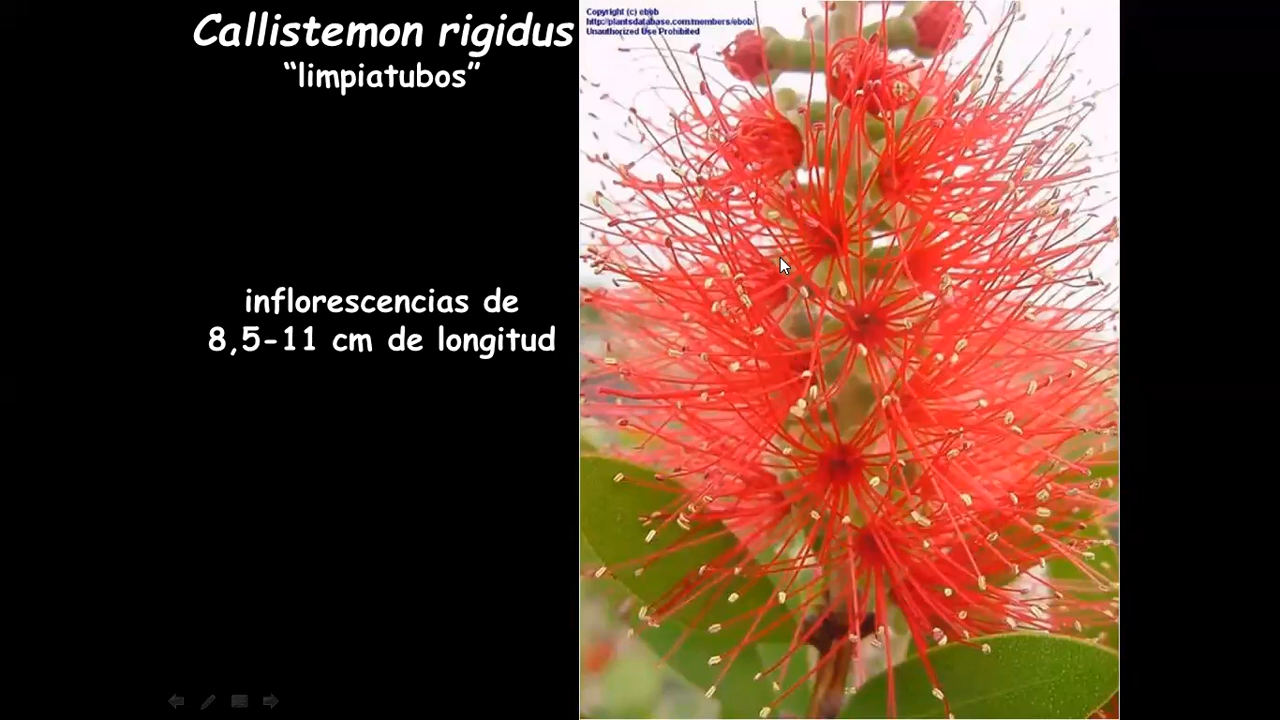 Callistemon rigidus
“limpiatubos”
inflorescencias de
8,5-11 cm de longitud
Copyright (c) ebob
http://plantsdatabase.com/members/ebob/
Unauthorized Use Prohibited